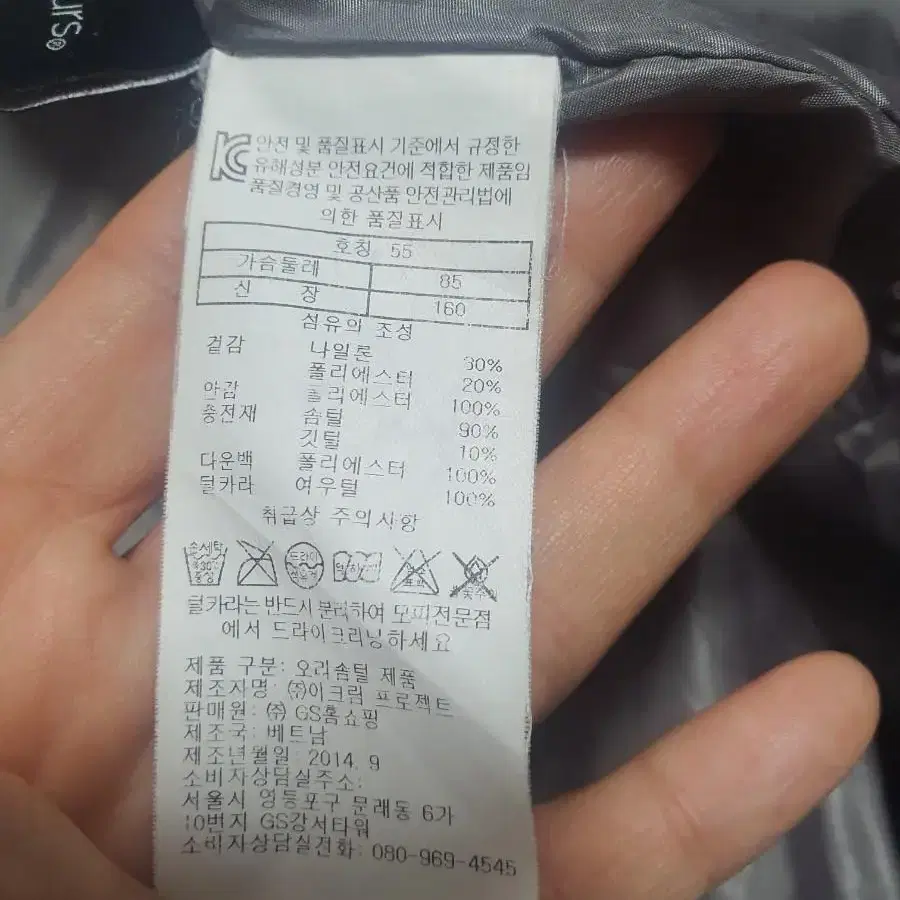 urs®
KC 안전 및 품질표시 기준에서 규정한
유해성분 안전요건에 적합한 제품임
품질경영 및 공산품 안전관리법에
의한 품질표시
호칭 55
가슴둘레 85
신 장 160
섬유의 조성
겉감 나일론 80%
폴리에스터 20%
안감 폴리에스터 100%
충전재 솜털 90%
깃털 10%
다운백 폴리에스터 100%
털카라 여우털 100%
취급상 주의사항
손세탁 30℃ 중성 드라이
털카라는 반드시 분리하여 모피전문점
에서 드라이크리닝하세요
제품 구분: 오리솜털 제품
제조자명: ㈜이크림 프로젝트
판매원: ㈜ GS홈쇼핑
제조국: 베트남
제조년월일: 2014. 9
소비자상담실주소:
서울시 영등포구 문래동 6가
10번지 GS강서타워
소비자상담실전화: 080-969-4545